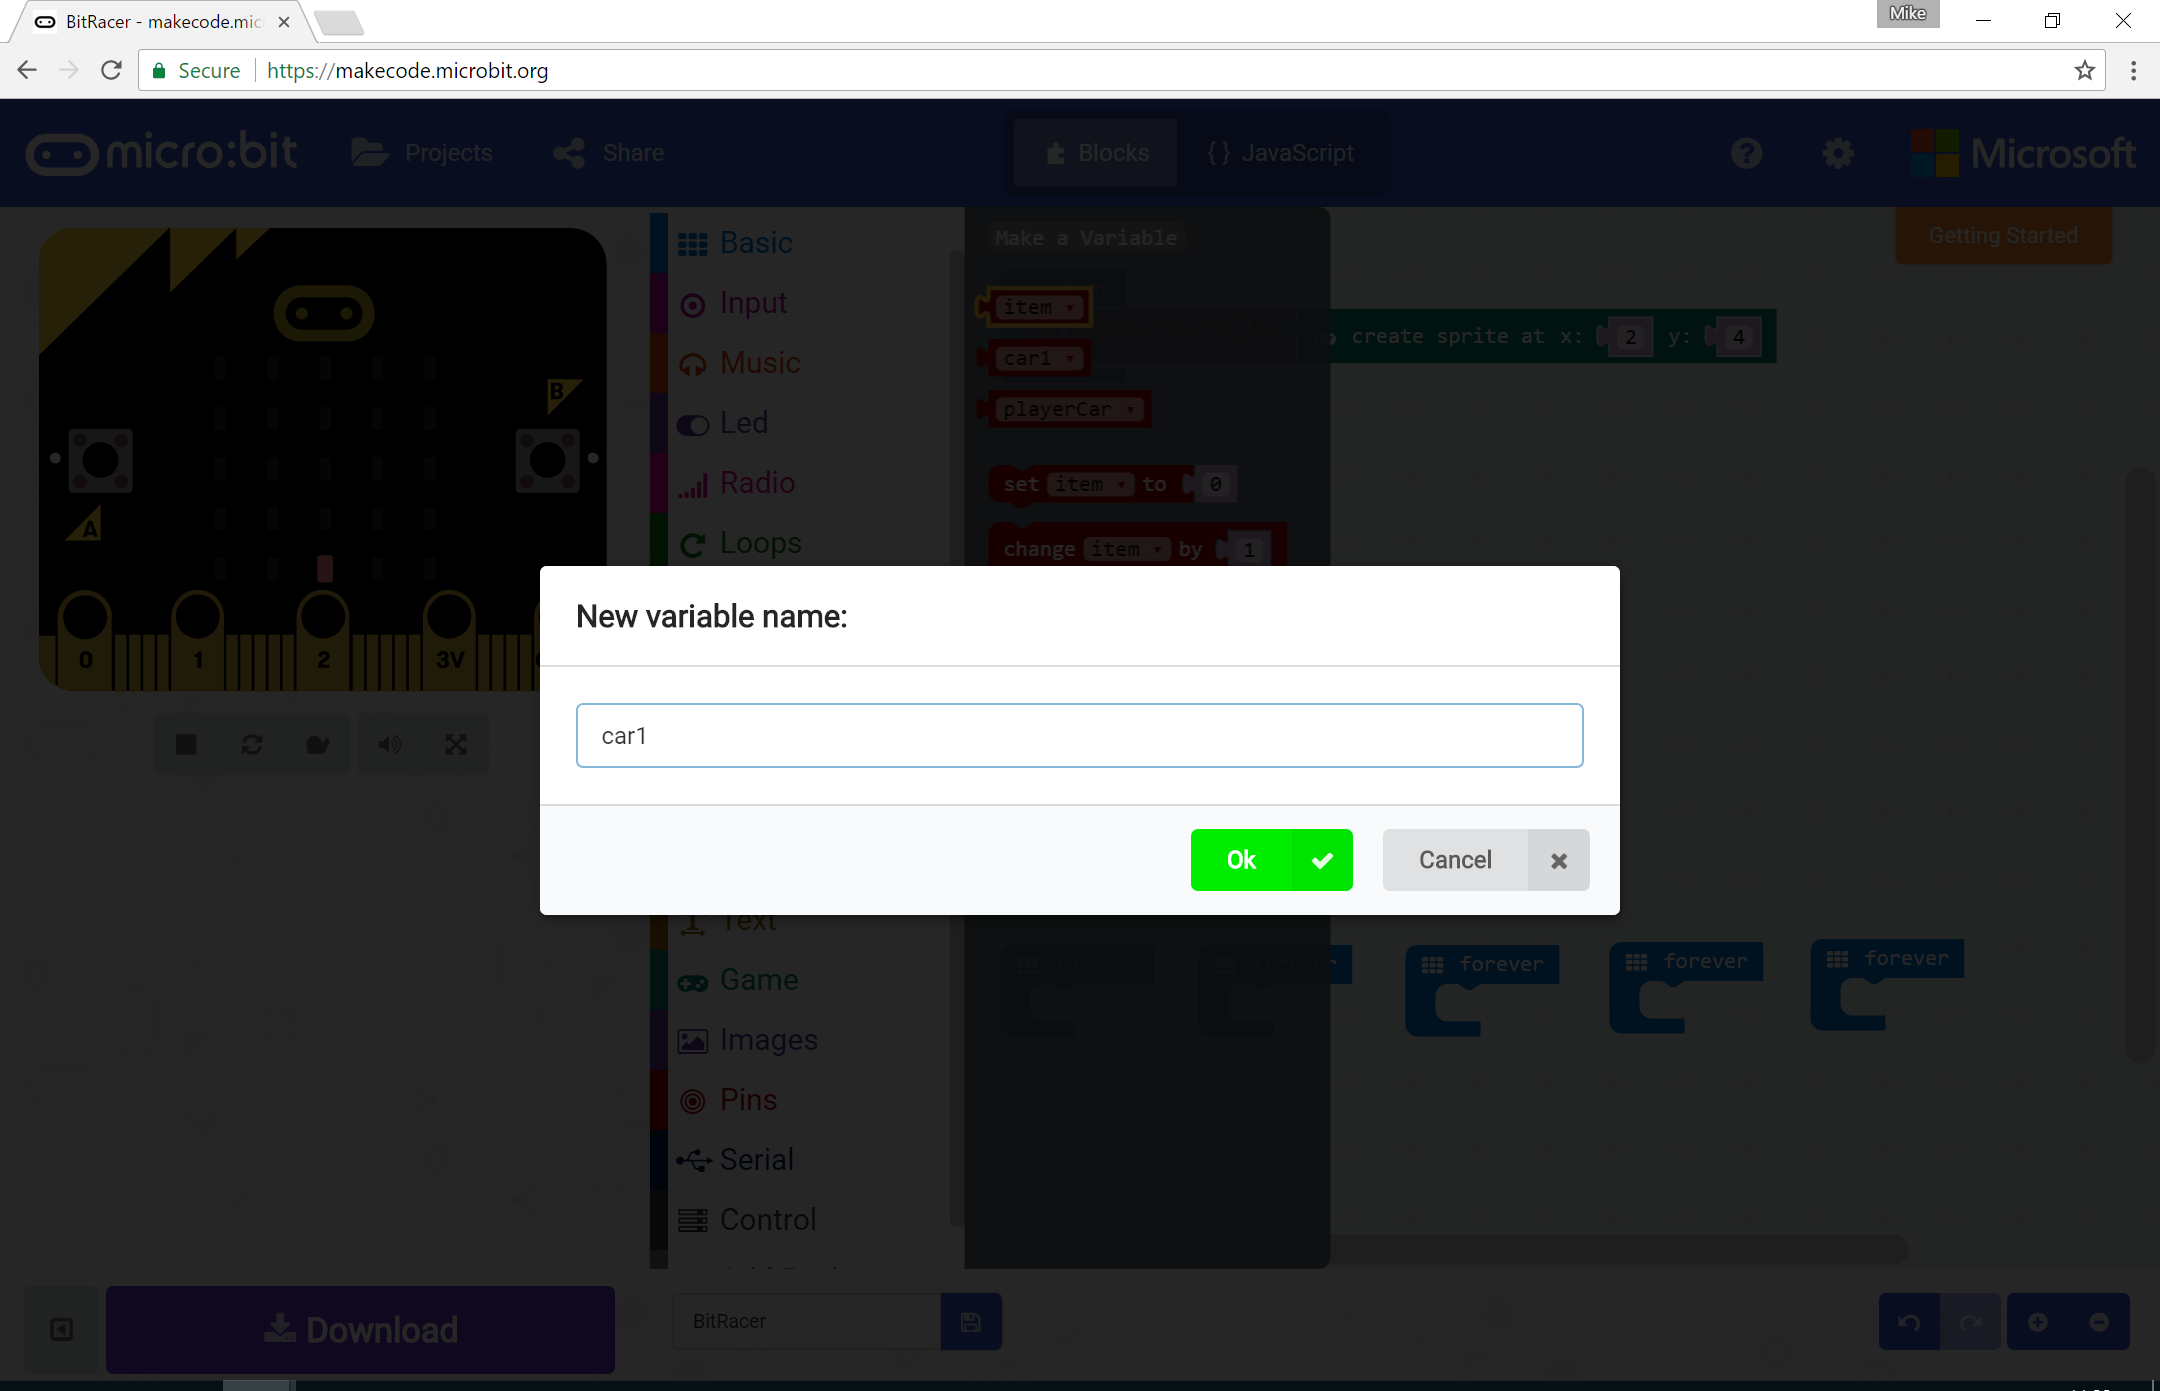 BitRacer - makecode.mic
Mike
Secure
https://makecode.microbit.org
micro:bit
Projects
Share
Blocks
{} JavaScript
Microsoft
Getting Started
B
A
0 1 2 3V
Basic
Input
Music
Led
Radio
Loops
Text
Game
Images
Pins
Serial
Control
Make a Variable
item
car1
playerCar
set item to 0
change item by 1
create sprite at x: 2 y: 4
New variable name:
car1
Ok
Cancel
forever
forever
forever
forever
forever
Download
BitRacer